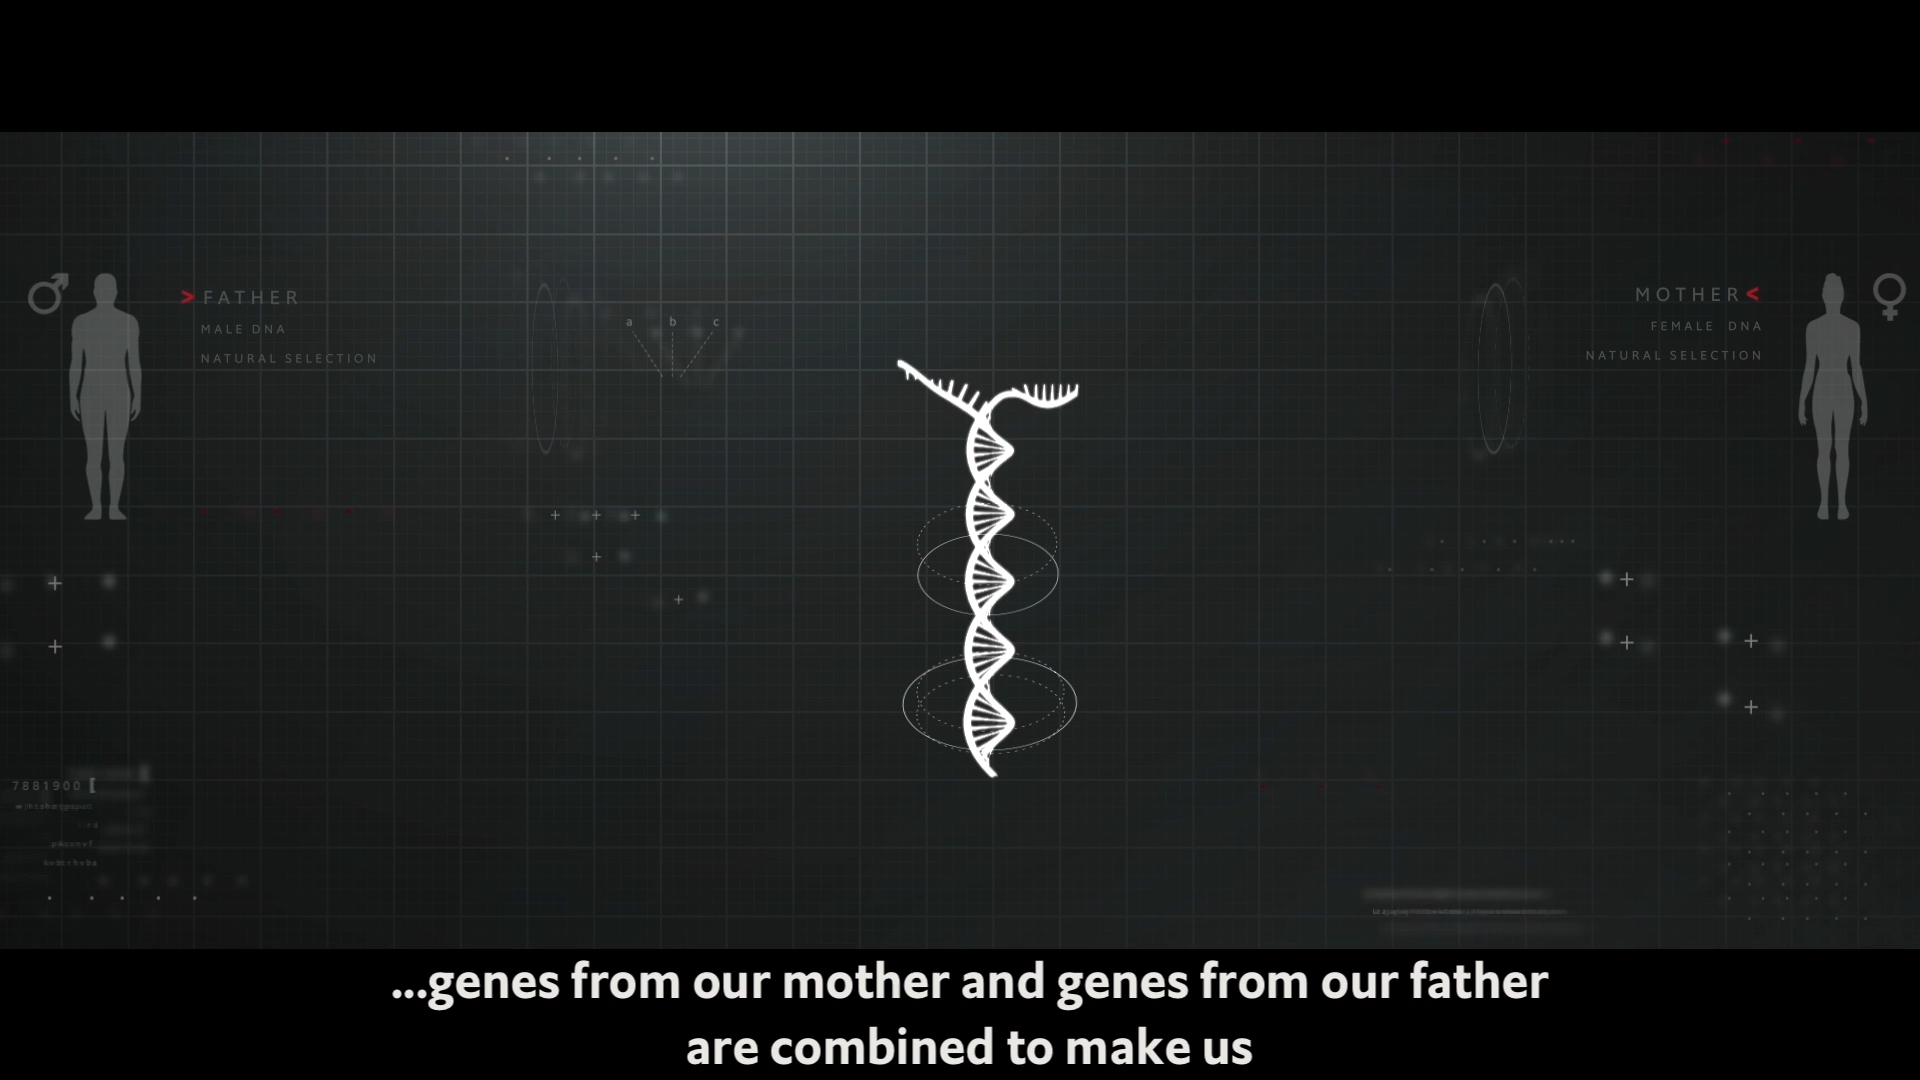 > FATHER
MALE DNA
NATURAL SELECTION
a b c
MOTHER <
FEMALE DNA
NATURAL SELECTION
7881900 [
...genes from our mother and genes from our father
are combined to make us